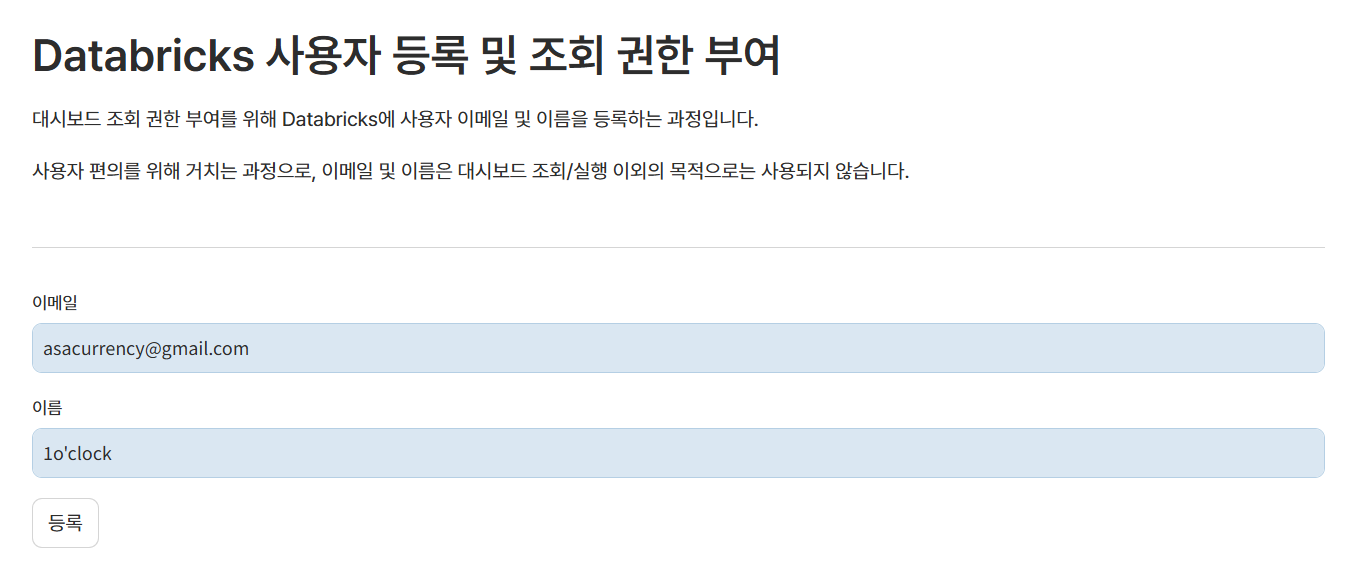 Databricks 사용자 등록 및 조회 권한 부여
대시보드 조회 권한 부여를 위해 Databricks에 사용자 이메일 및 이름을 등록하는 과정입니다.
사용자 편의를 위해 거치는 과정으로, 이메일 및 이름은 대시보드 조회/실행 이외의 목적으로는 사용되지 않습니다.
이메일
asacurrency@gmail.com
이름
1o'clock
등록